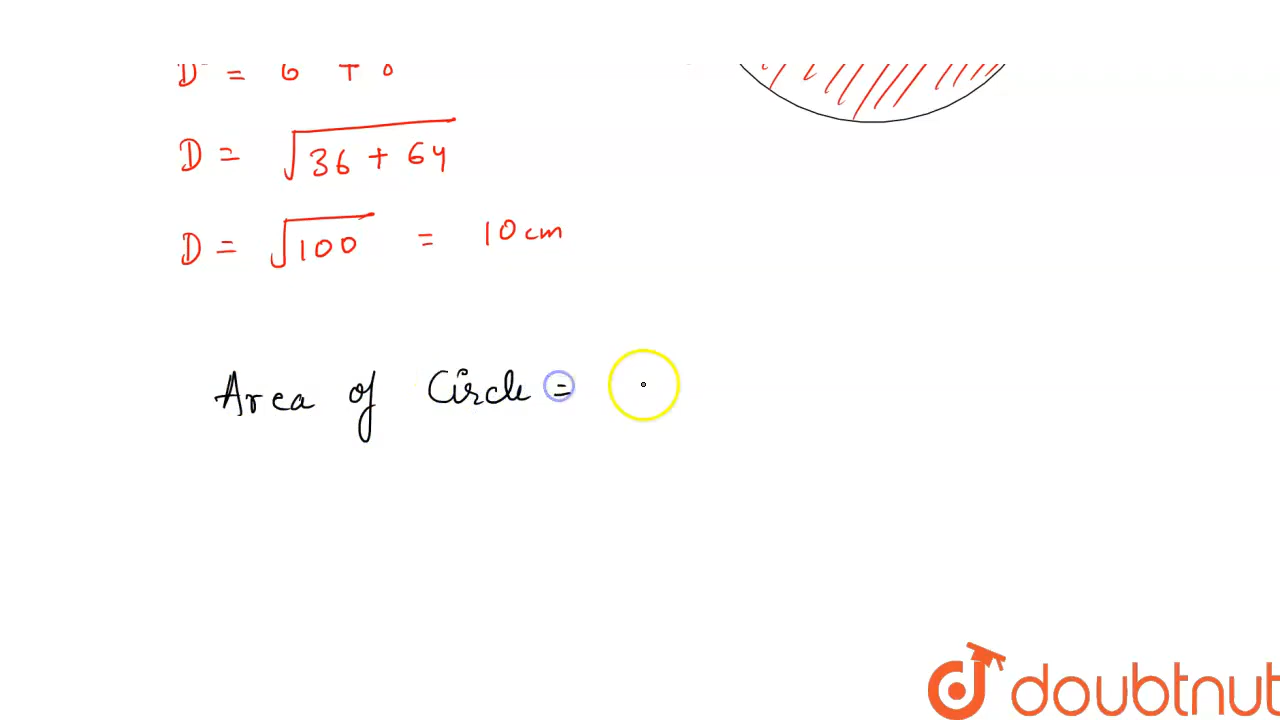 D = √36 + 64
D = √100 = 10 cm
Area of Circle =
doubtnut